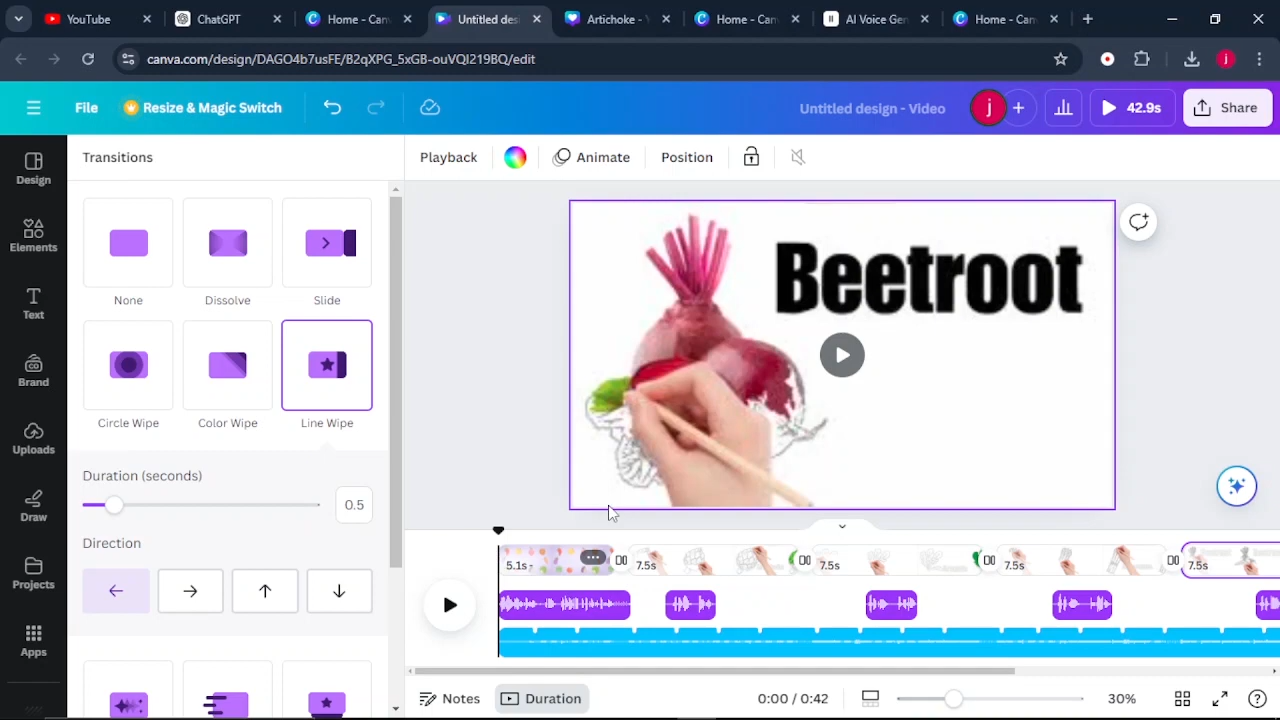 YouTube
ChatGPT
Home - Can
Untitled des
Artichoke -
Home - Can
AI Voice Gen
Home - Can
canva.com/design/DAGO4b7usFE/B2qXPG_5xGB-ouVQI219BQ/edit
j
File
Resize & Magic Switch
Untitled design - Video
j
42.9s
Share
Design
Elements
Text
Brand
Uploads
Draw
Projects
Apps
Transitions
None
Dissolve
Slide
Circle Wipe
Color Wipe
Line Wipe
Duration (seconds)
0.5
Direction
Playback
Animate
Position
Beetroot
5.1s
7.5s
7.5s
7.5s
7.5s
Notes
Duration
0:00 / 0:42
30%